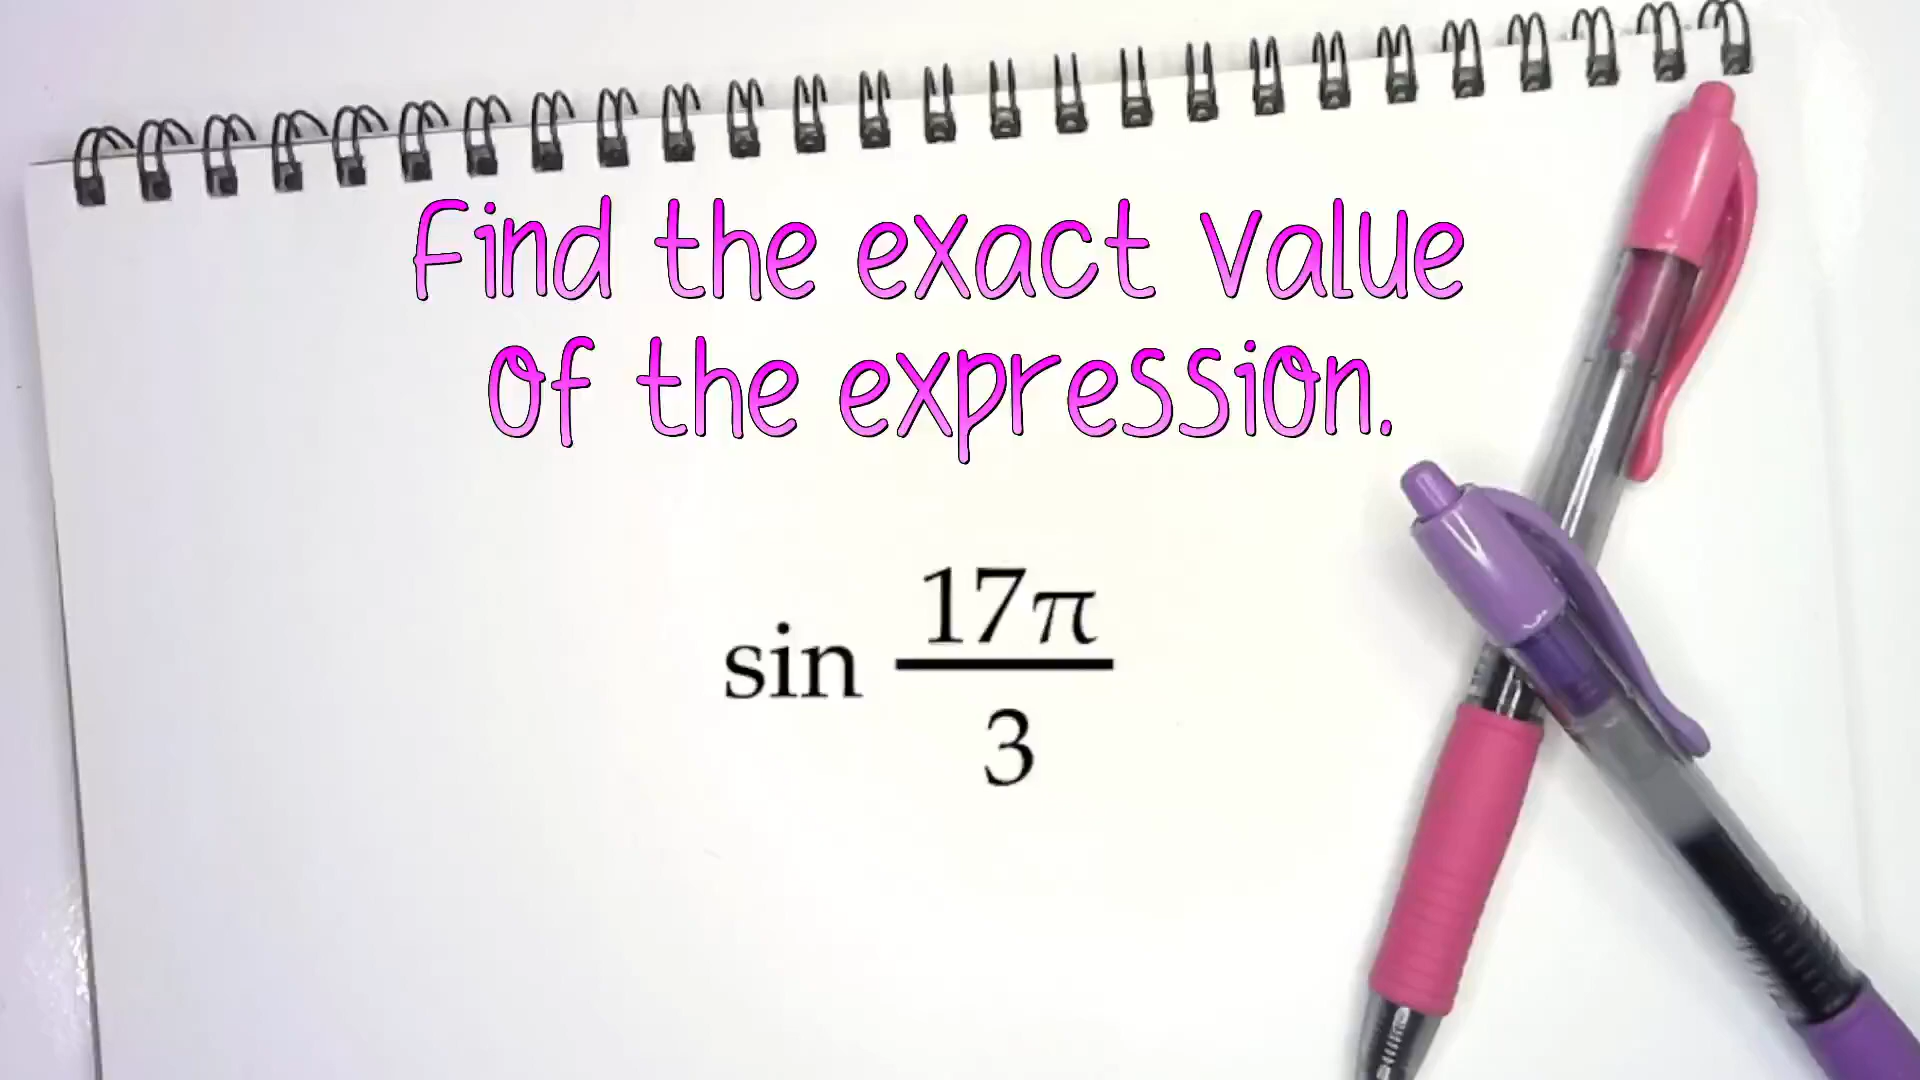 Find the exact value
of the expression.
sin 17π/3